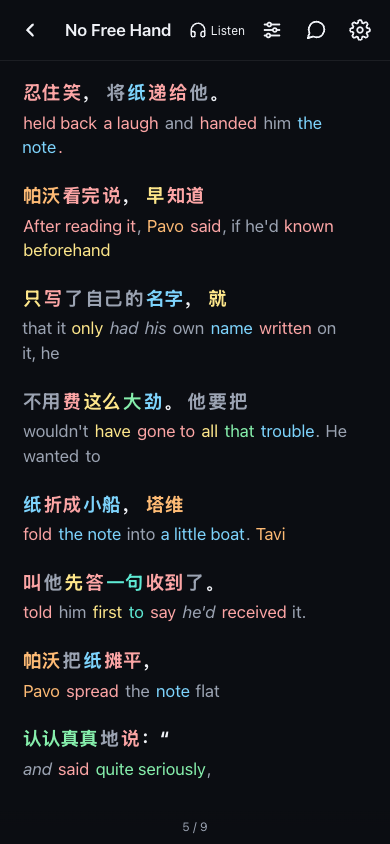 No Free Hand
Listen
忍住笑， 将纸递给他。
held back a laugh and handed him the
note.
帕沃看完说， 早知道
After reading it, Pavo said, if he'd known
beforehand
只写了自己的名字， 就
that it only had his own name written on
it, he
不用费这么大劲。 他要把
wouldn't have gone to all that trouble. He
wanted to
纸折成小船， 塔维
fold the note into a little boat. Tavi
叫他先答一句收到了。
told him first to say he'd received it.
帕沃把纸摊平，
Pavo spread the note flat
认认真真地说：“
and said quite seriously,
5 / 9